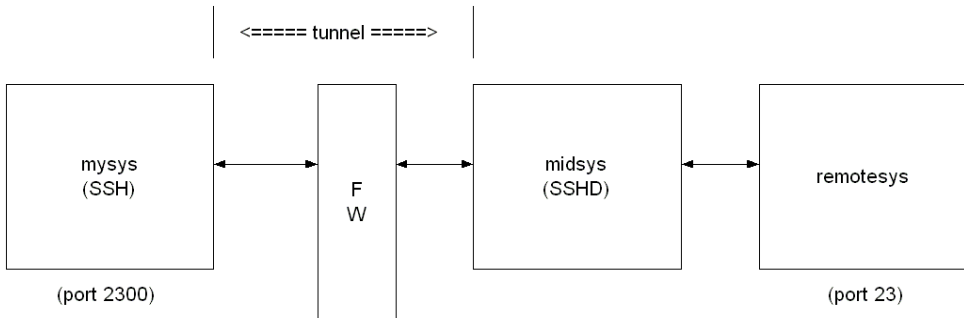 <===== tunnel =====>
mysys
(SSH)
F
W
midsys
(SSHD)
remotesys
(port 2300)
(port 23)